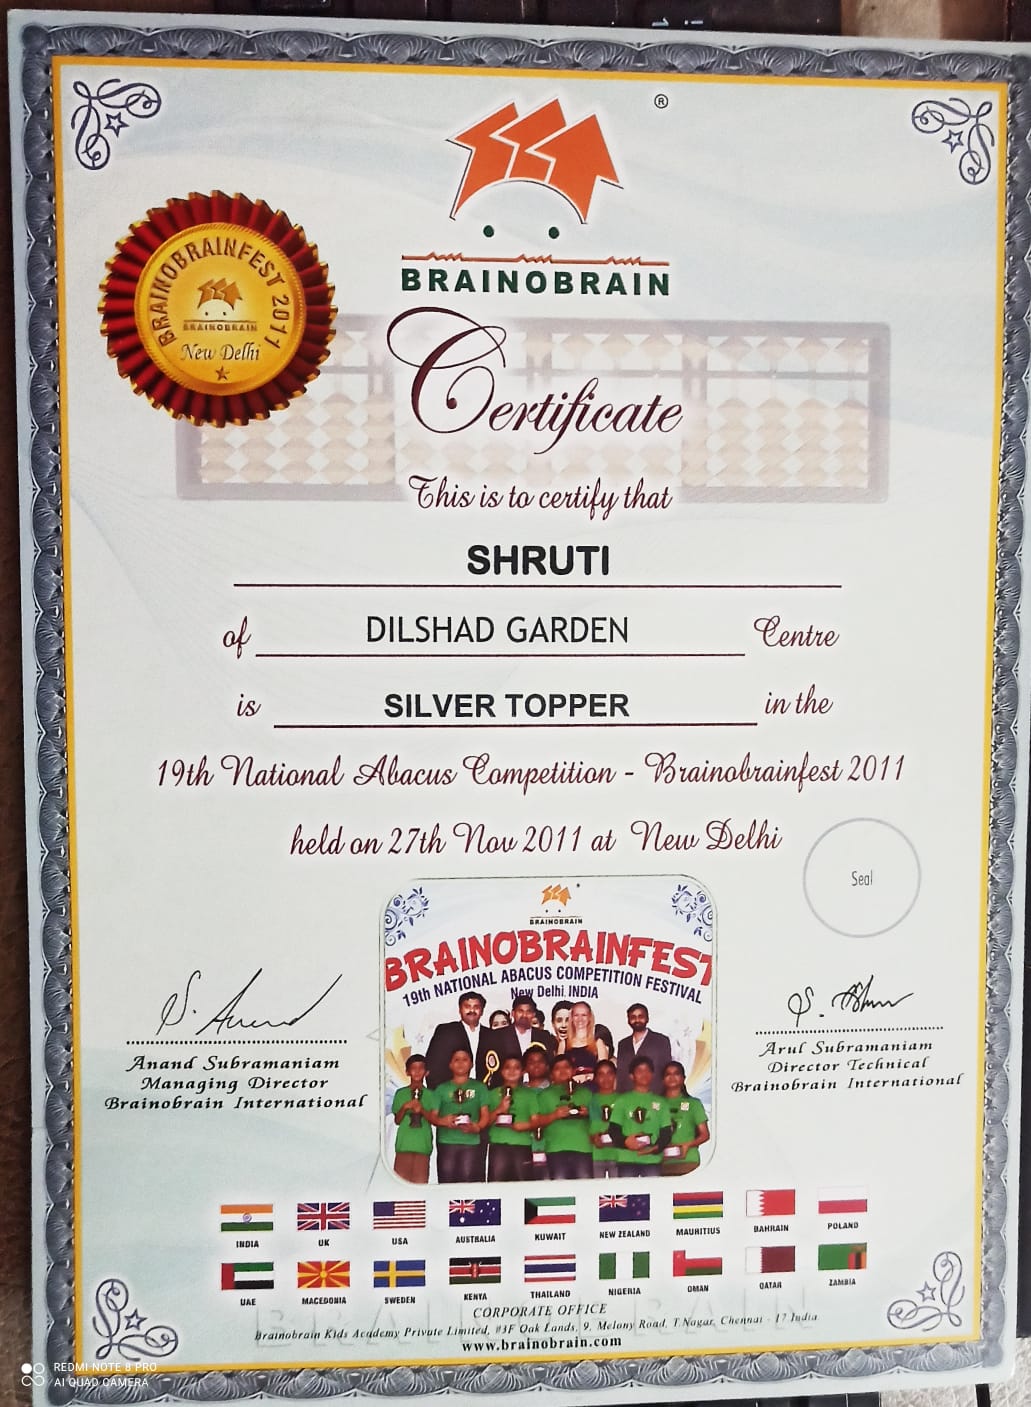 ®
BRAINOBRAINFEST 2011
BRAINOBRAIN
New Delhi
BRAINOBRAIN
Certificate
This is to certify that
SHRUTI
of DILSHAD GARDEN Centre
is SILVER TOPPER in the
19th National Abacus Competition - Brainobrainfest 2011
held on 27th Nov 2011 at New Delhi
Seal
BRAINOBRAIN
BRAINOBRAINFEST
19th NATIONAL ABACUS COMPETITION FESTIVAL
New Delhi INDIA
S. Anand
Anand Subramaniam
Managing Director
Brainobrain International
Arul Subramaniam
Director Technical
Brainobrain International
INDIA UK USA AUSTRALIA KUWAIT NEW ZEALAND MAURITIUS BAHRAIN POLAND
UAE MACEDONIA SWEDEN KENYA THAILAND NIGERIA OMAN QATAR ZAMBIA
BRAINOBRAIN
CORPORATE OFFICE
Brainobrain Kids Academy Private Limited, #3F Oak Lands, 9, Melony Road, T.Nagar, Chennai - 17 India
www.brainobrain.com
REDMI NOTE 8 PRO
AI QUAD CAMERA